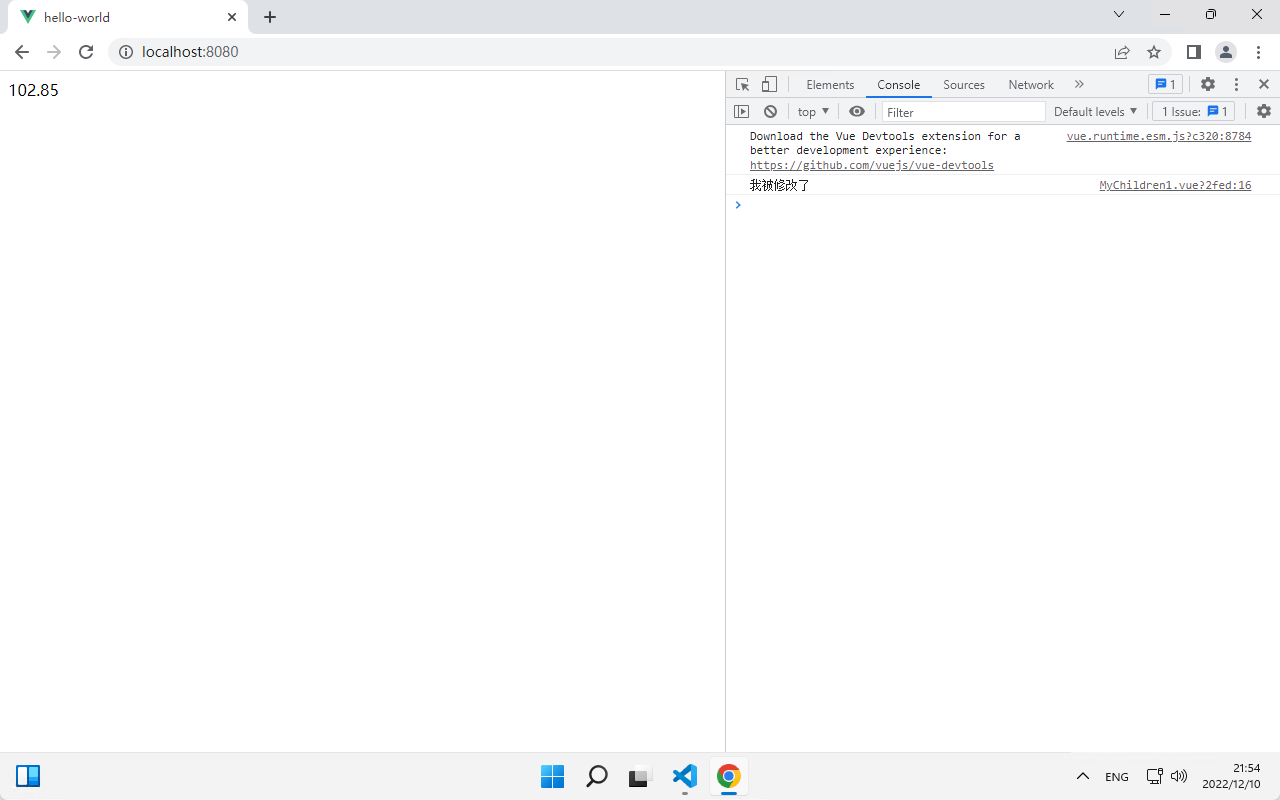 hello-world
localhost:8080
102.85
Elements Console Sources Network 1
top Filter Default levels 1 Issue: 1
Download the Vue Devtools extension for a vue.runtime.esm.js?c320:8784
better development experience:
https://github.com/vuejs/vue-devtools
我被修改了 MyChildren1.vue?2fed:16
ENG
21:54
2022/12/10